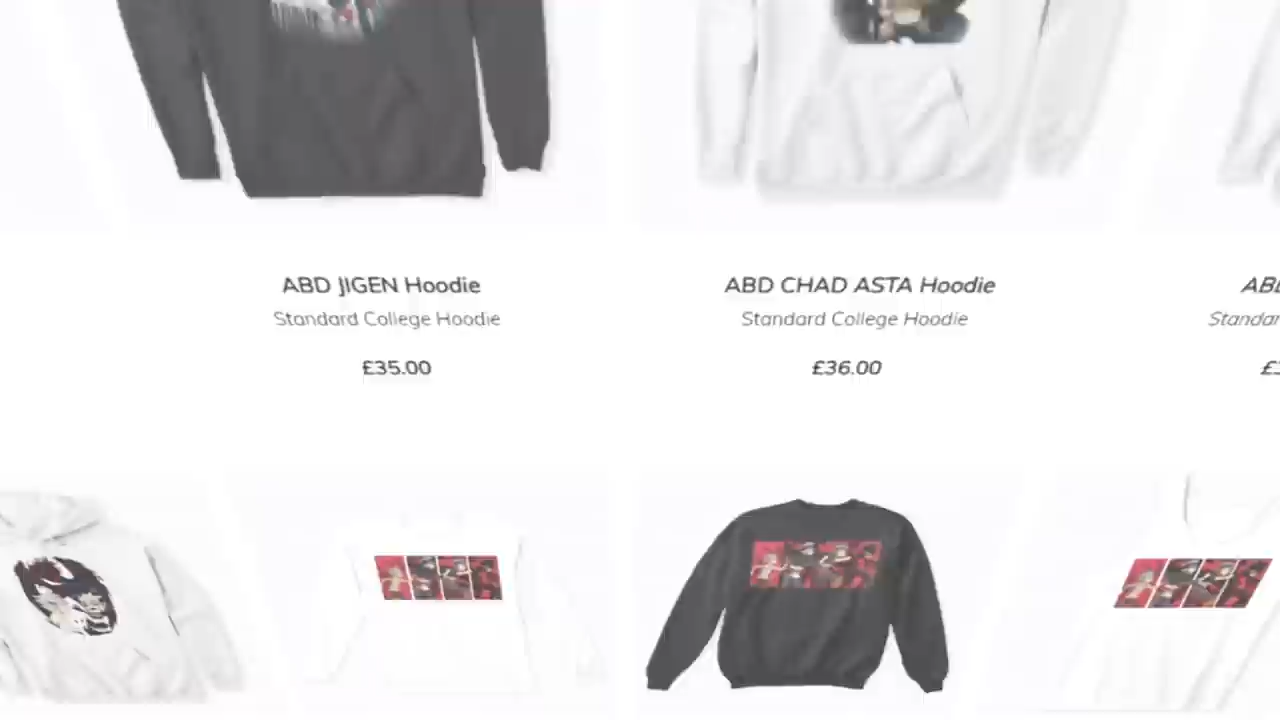 ABD JIGEN Hoodie
Standard College Hoodie
£35.00
ABD CHAD ASTA Hoodie
Standard College Hoodie
£36.00